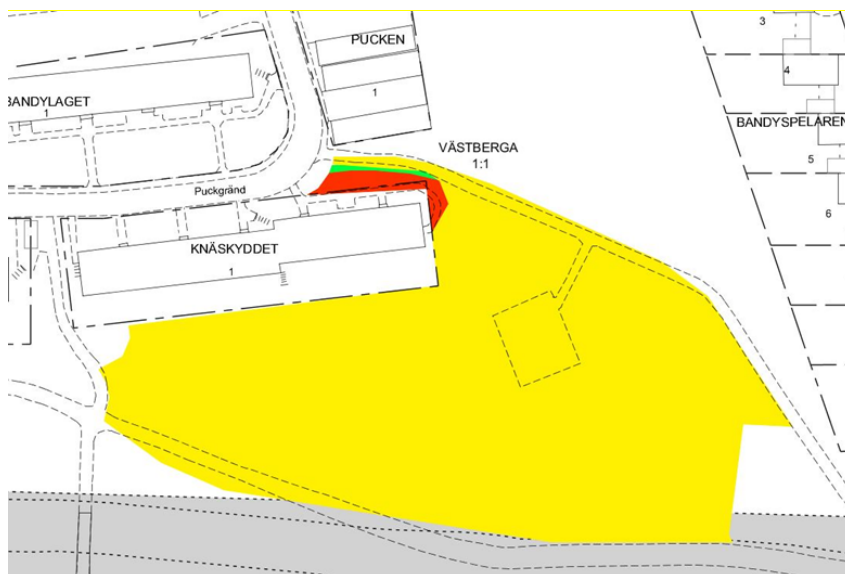 PUCKEN
1
3
4
BANDYLAGET
1
BANDYSPELAREN
VÄSTBERGA
1:1
5
Puckgränd
6
KNÄSKYDDET
1